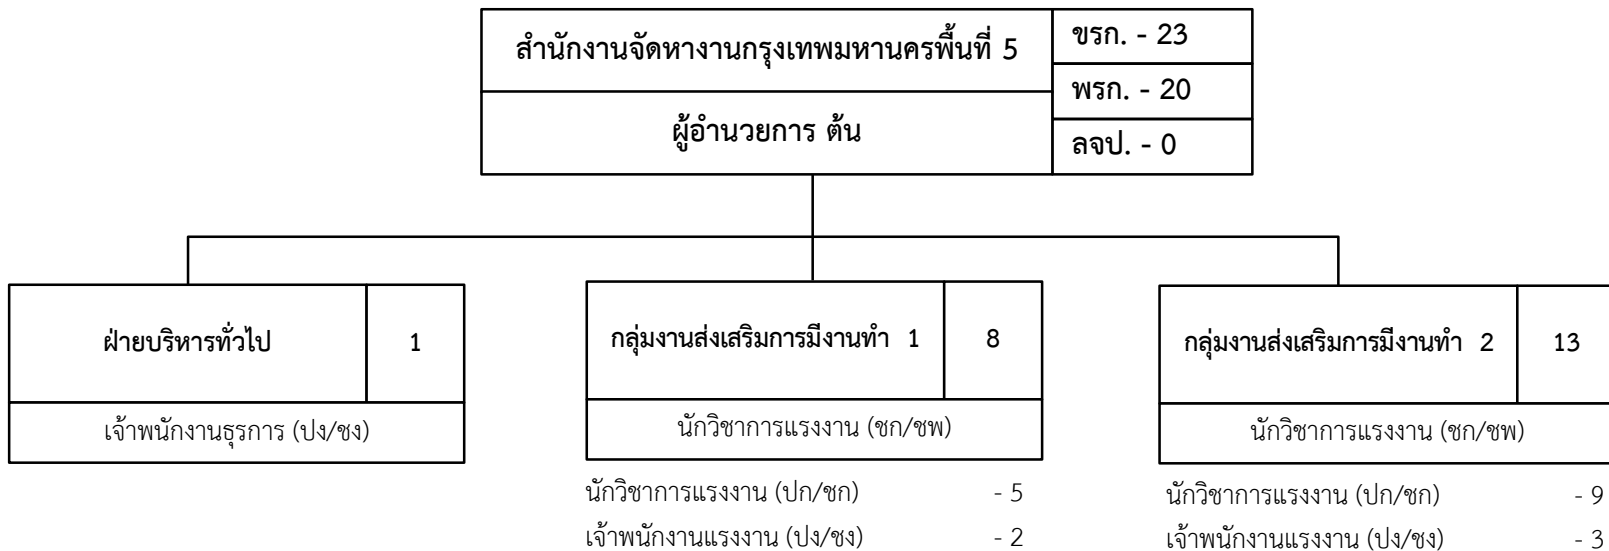 สำนักงานจัดหางานกรุงเทพมหานครพื้นที่ 5
ผู้อำนวยการ ต้น
ขรก. - 23
พรก. - 20
ลจป. - 0
ฝ่ายบริหารทั่วไป 1
เจ้าพนักงานธุรการ (ปง/ชง)
กลุ่มงานส่งเสริมการมีงานทำ 1 8
นักวิชาการแรงงาน (ชก/ชพ)
นักวิชาการแรงงาน (ปก/ชก) - 5
เจ้าพนักงานแรงงาน (ปง/ชง) - 2
กลุ่มงานส่งเสริมการมีงานทำ 2 13
นักวิชาการแรงงาน (ชก/ชพ)
นักวิชาการแรงงาน (ปก/ชก) - 9
เจ้าพนักงานแรงงาน (ปง/ชง) - 3